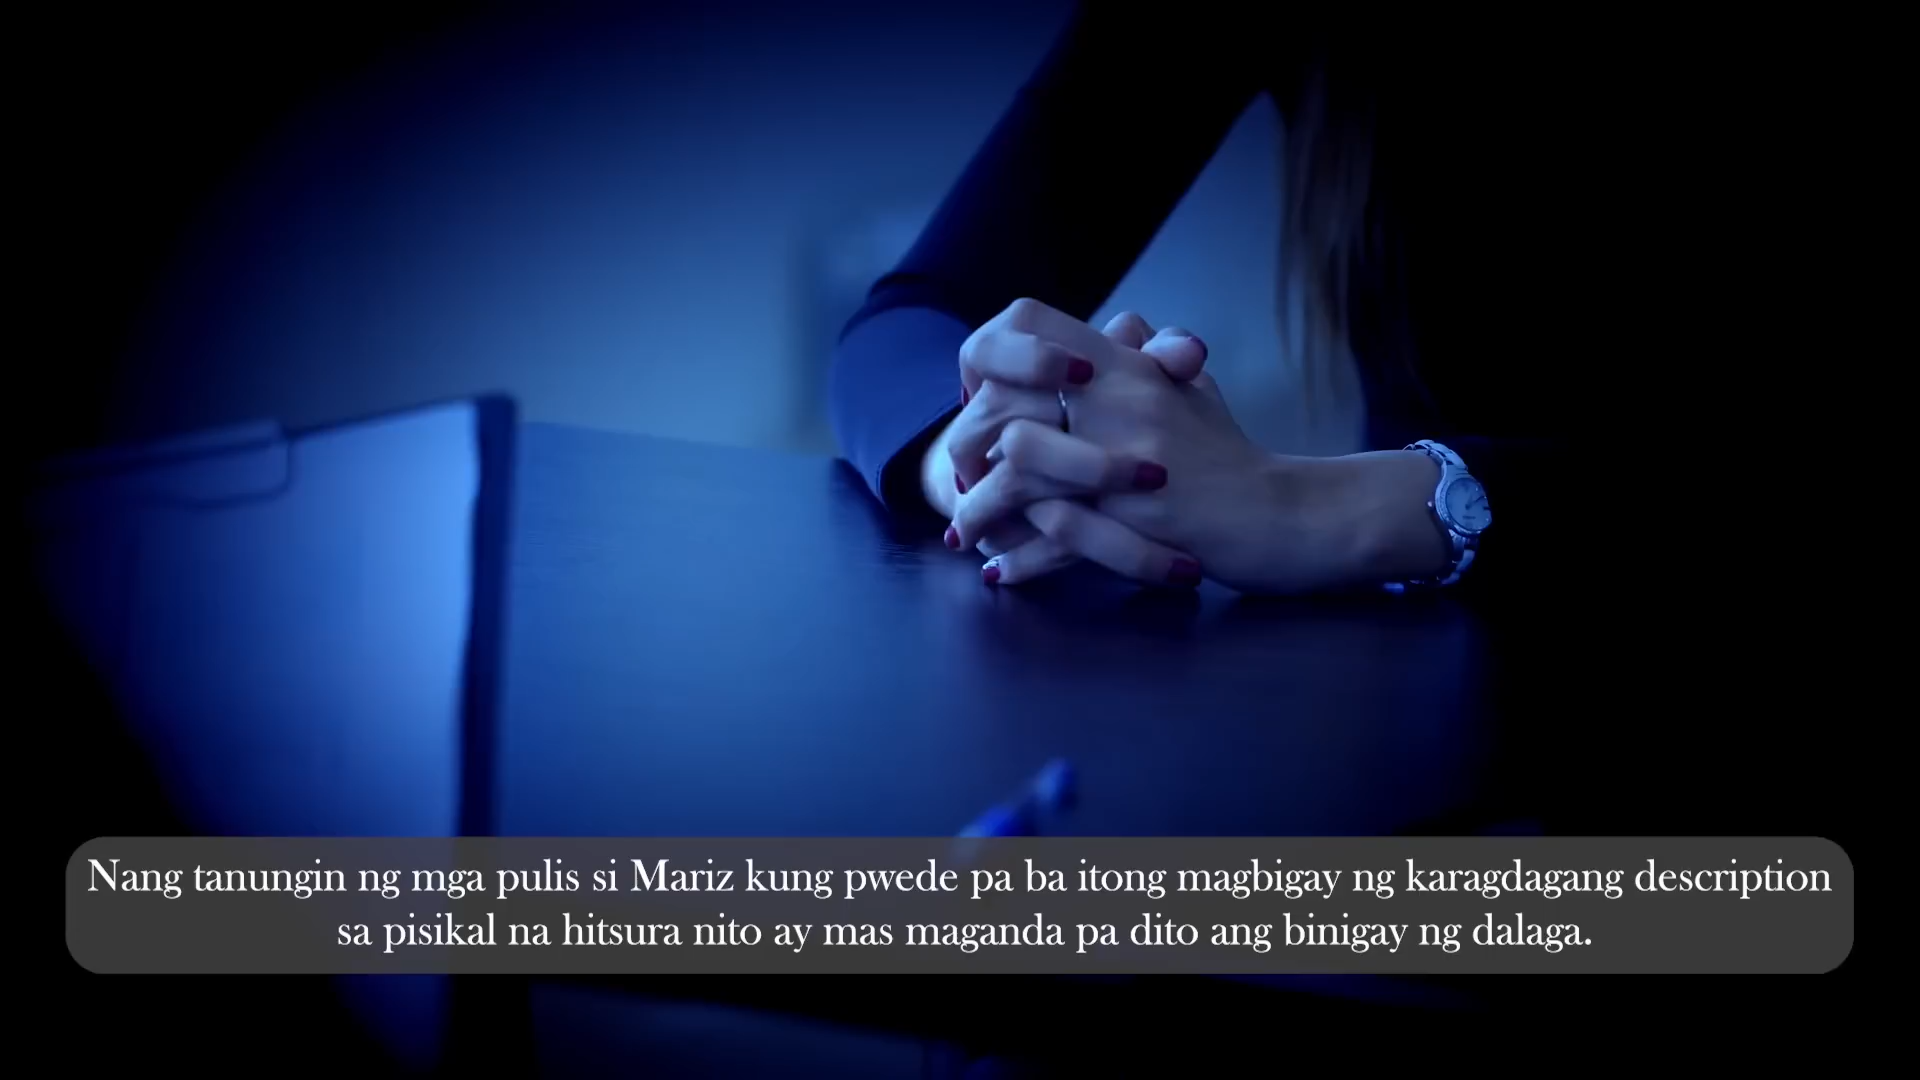 Nang tanungin ng mga pulis si Mariz kung pwede pa ba itong magbigay ng karagdagang description
sa pisikal na hitsura nito ay mas maganda pa dito ang binigay ng dalaga.